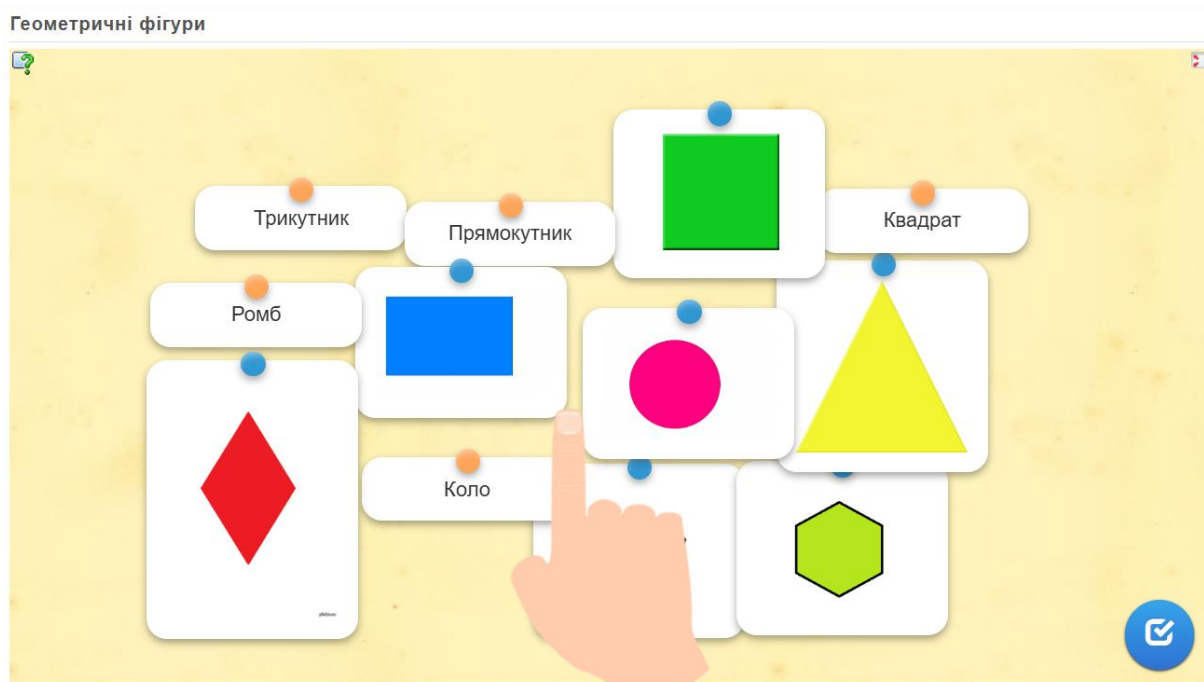 Геометричні фігури
Трикутник
Прямокутник
Квадрат
Ромб
Коло